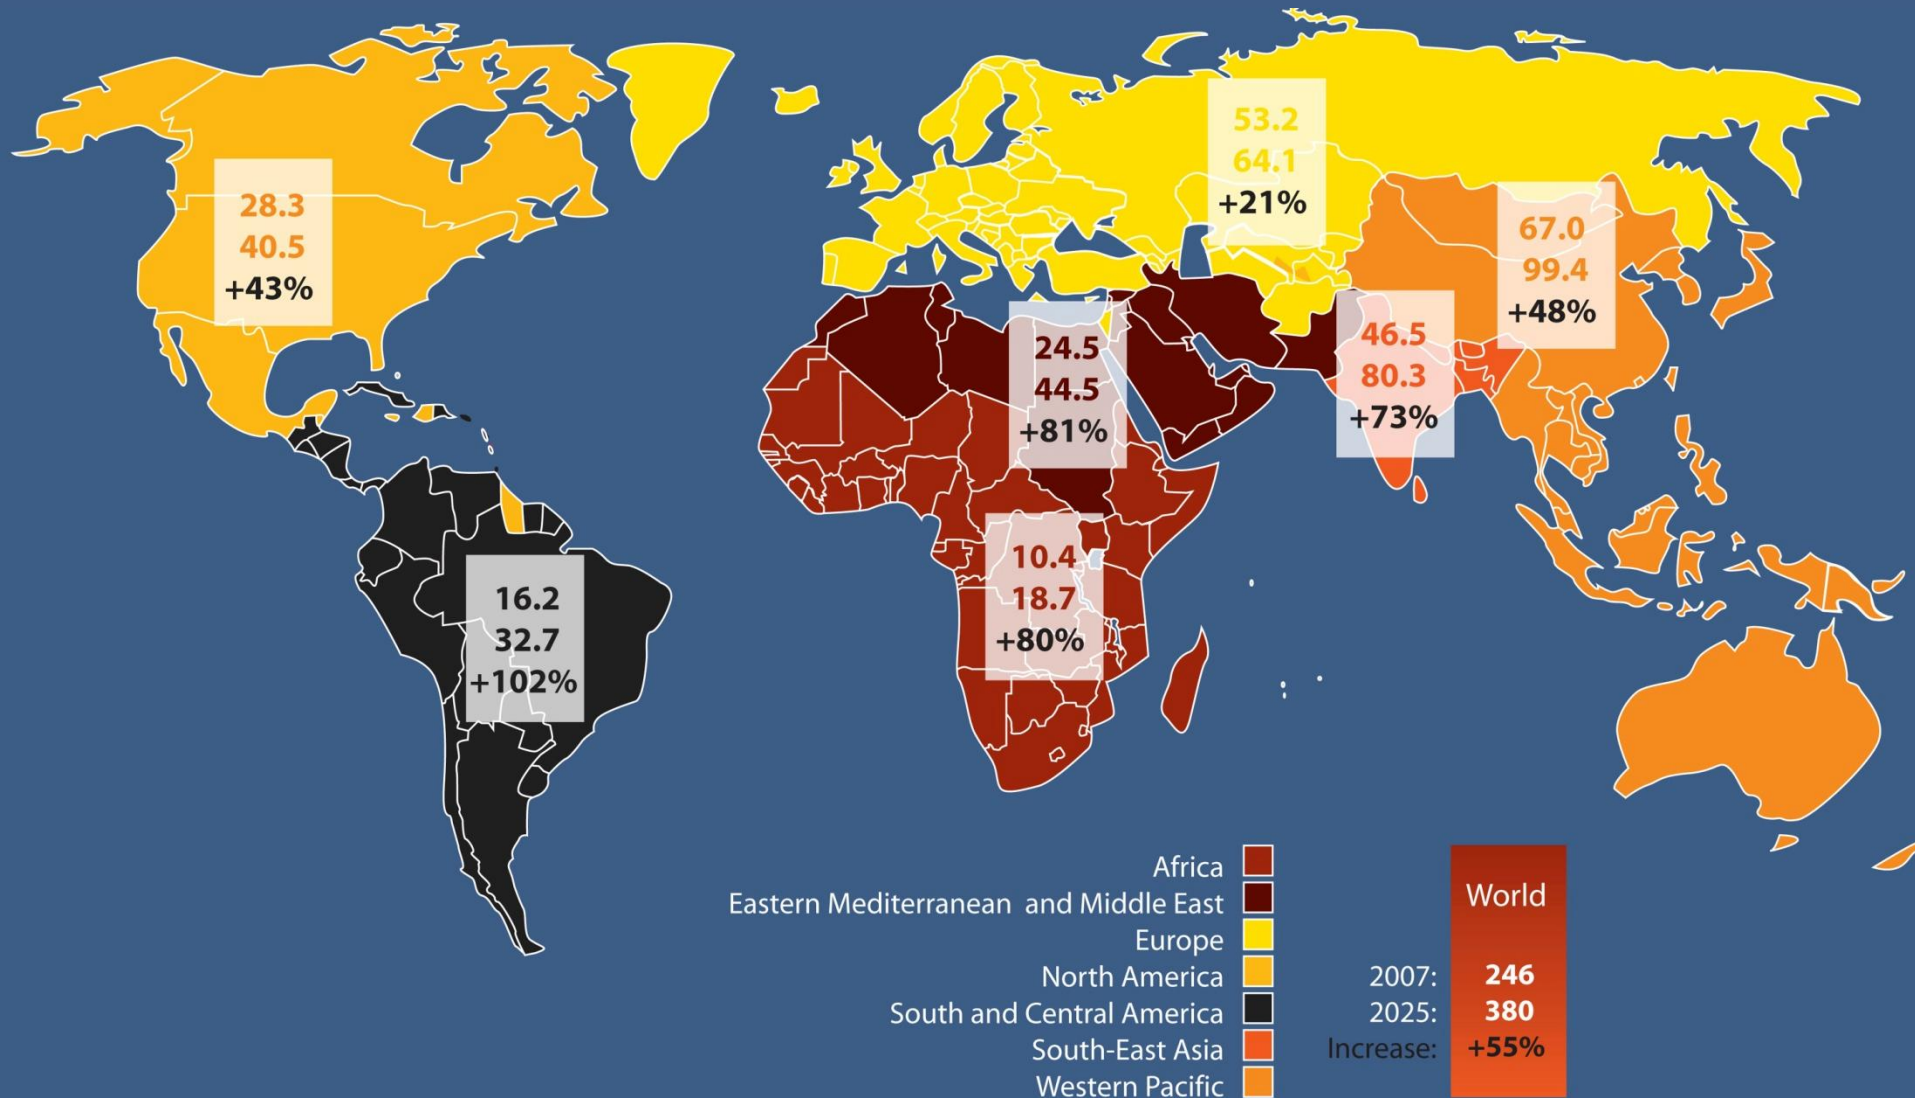 53.2
64.1
+21%
28.3
40.5
+43%
67.0
99.4
+48%
46.5
80.3
+73%
24.5
44.5
+81%
10.4
18.7
+80%
16.2
32.7
+102%
Africa
Eastern Mediterranean and Middle East
Europe
North America
South and Central America
South-East Asia
Western Pacific
World
2007: 246
2025: 380
Increase: +55%